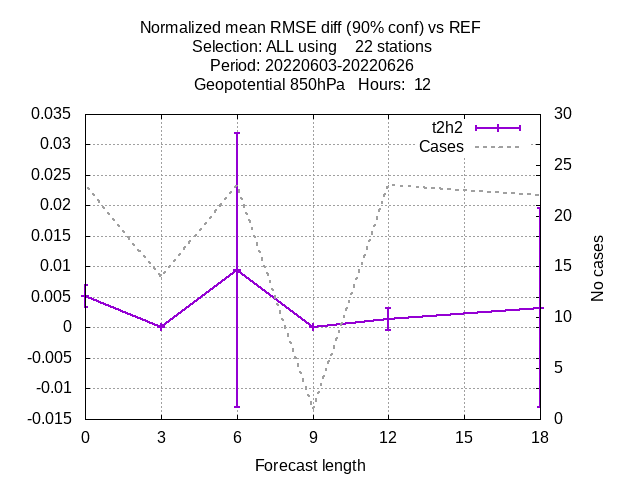 Normalized mean RMSE diff (90% conf) vs REF
Selection: ALL using    22 stations
Period: 20220603-20220626
Geopotential 850hPa   Hours:  12
t2h2
Cases
0.035
0.03
0.025
0.02
0.015
0.01
0.005
0
-0.005
-0.01
-0.015
30
25
20
15
10
5
0
No cases
0 3 6 9 12 15 18
Forecast length